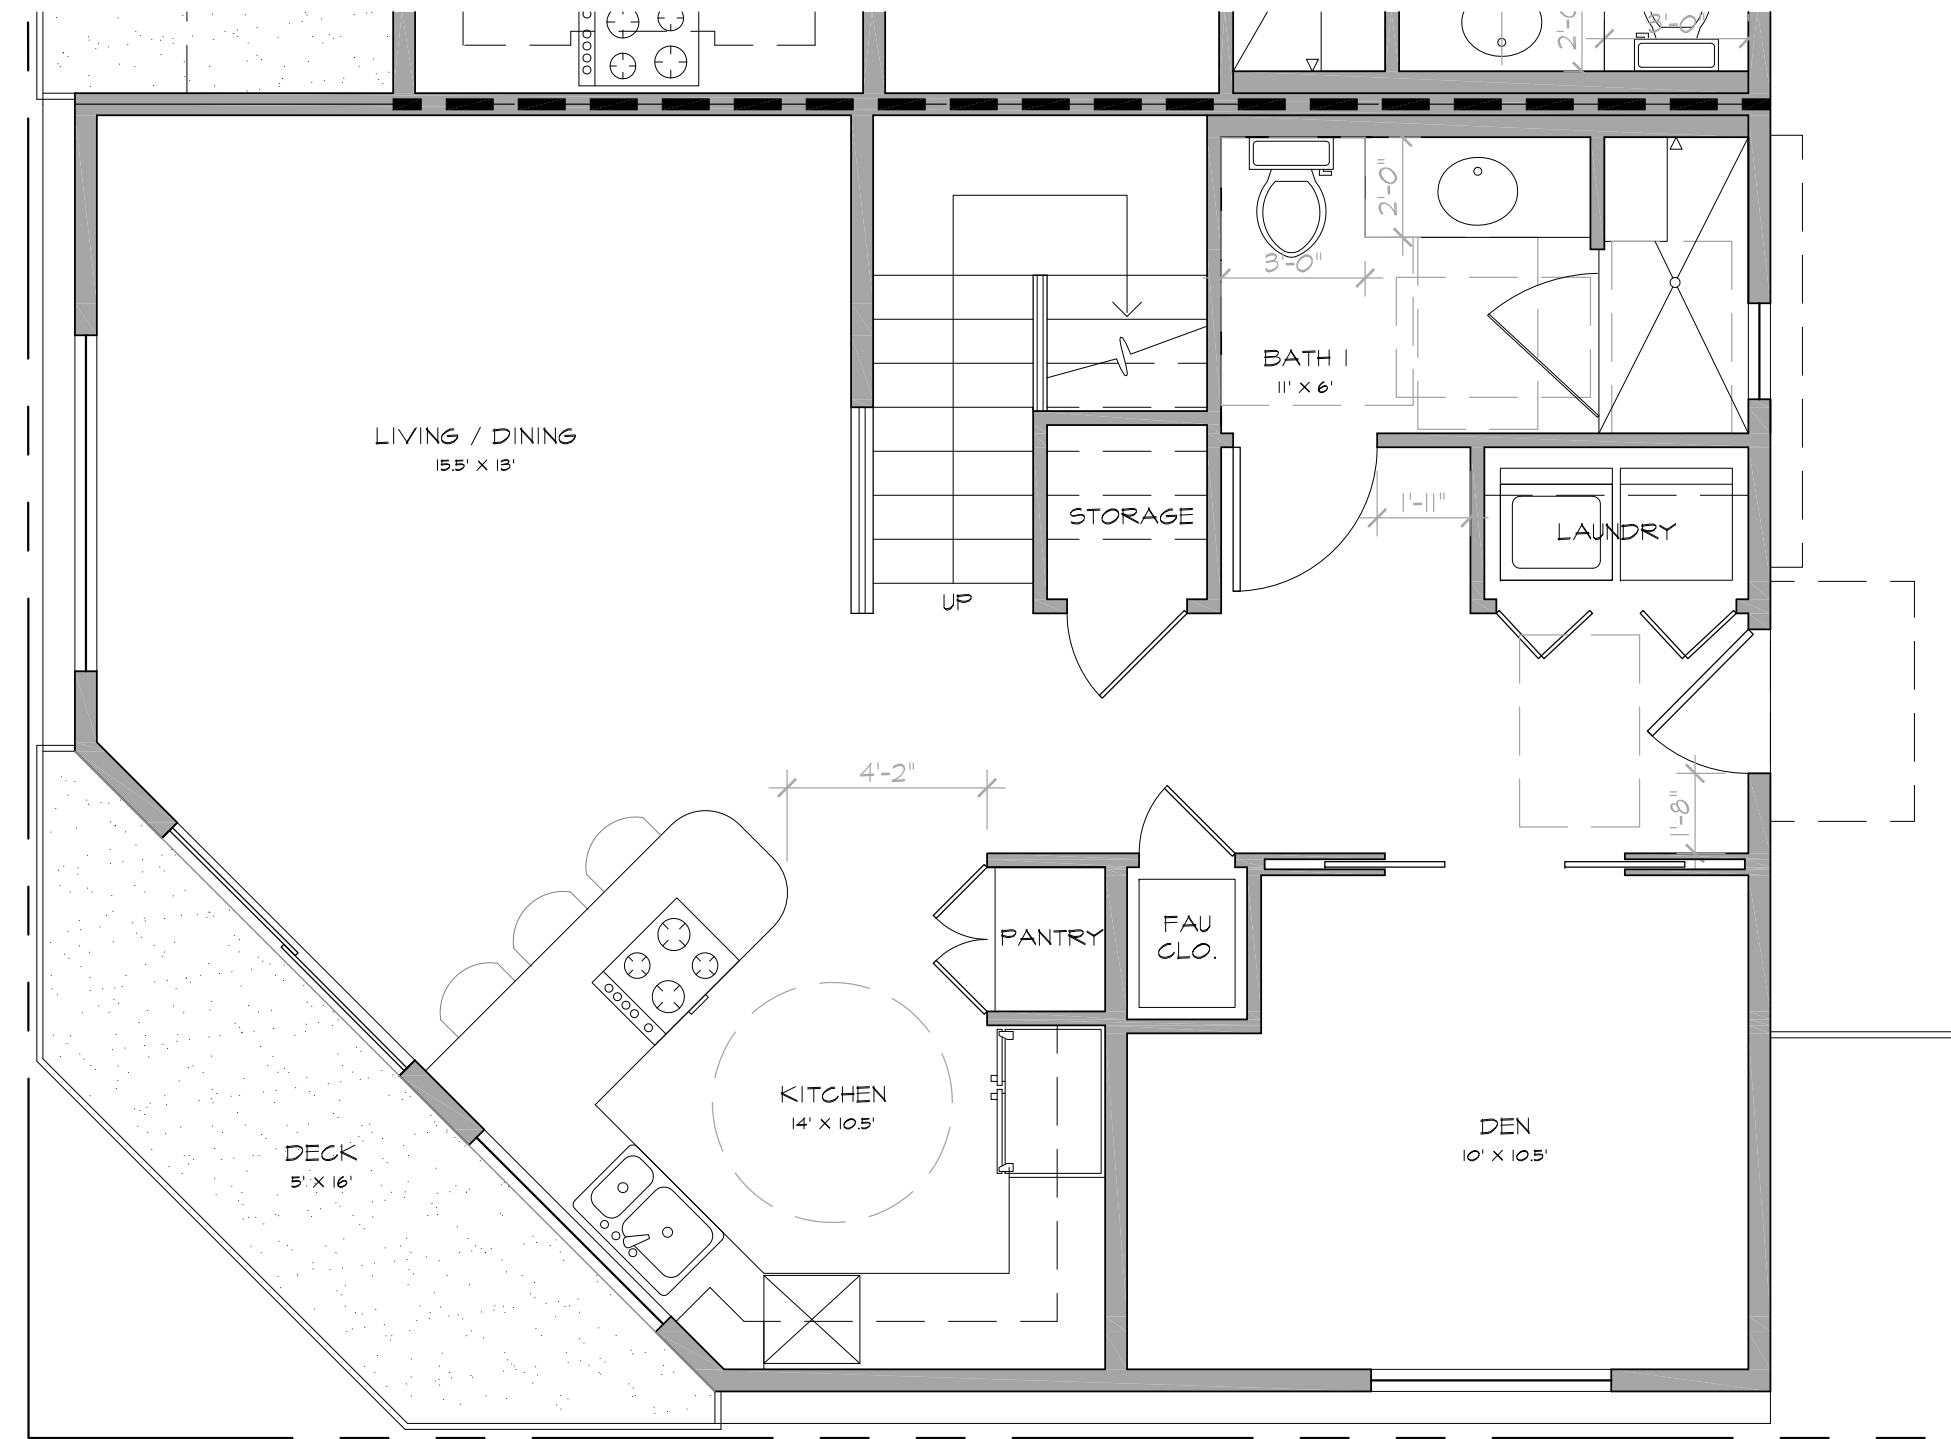 2'-0"
3'-0"
2'-0"
3'-0"
BATH 1
11' X 6'
LIVING / DINING
15.5' X 13'
1'-11"
STORAGE
LAUNDRY
UP
4'-2"
1'-8"
PANTRY
FAU
CLO.
KITCHEN
14' X 10.5'
DEN
10' X 10.5'
DECK
5' X 16'